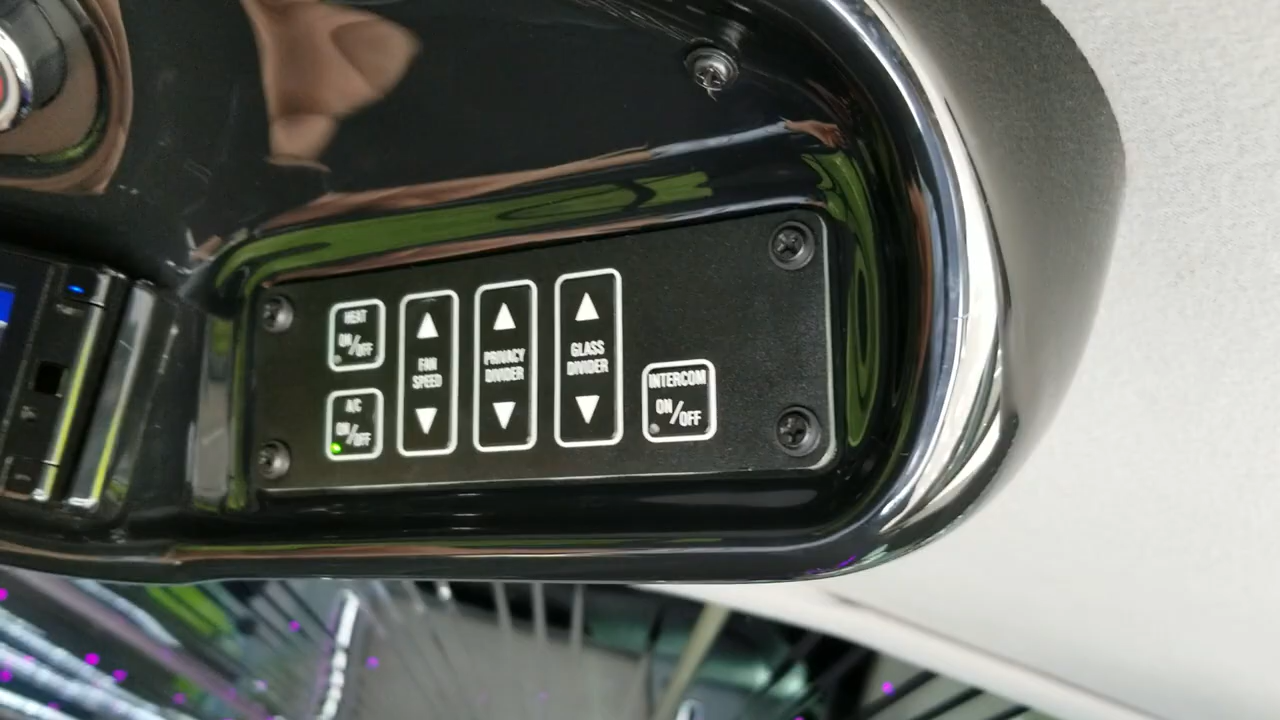 HEAT
ON/OFF
A/C
ON/OFF
FAN
SPEED
PRIVACY
DIVIDER
GLASS
DIVIDER
INTERCOM
ON/OFF